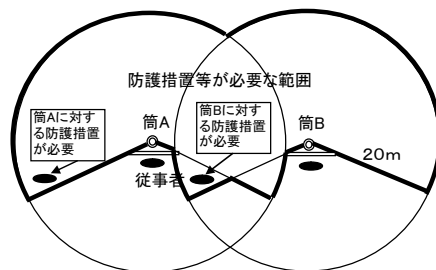 防護措置等が必要な範囲
筒Aに対す
る防護措置
が必要
筒A
筒Bに対す
る防護措置
が必要
筒B
20m
従事者